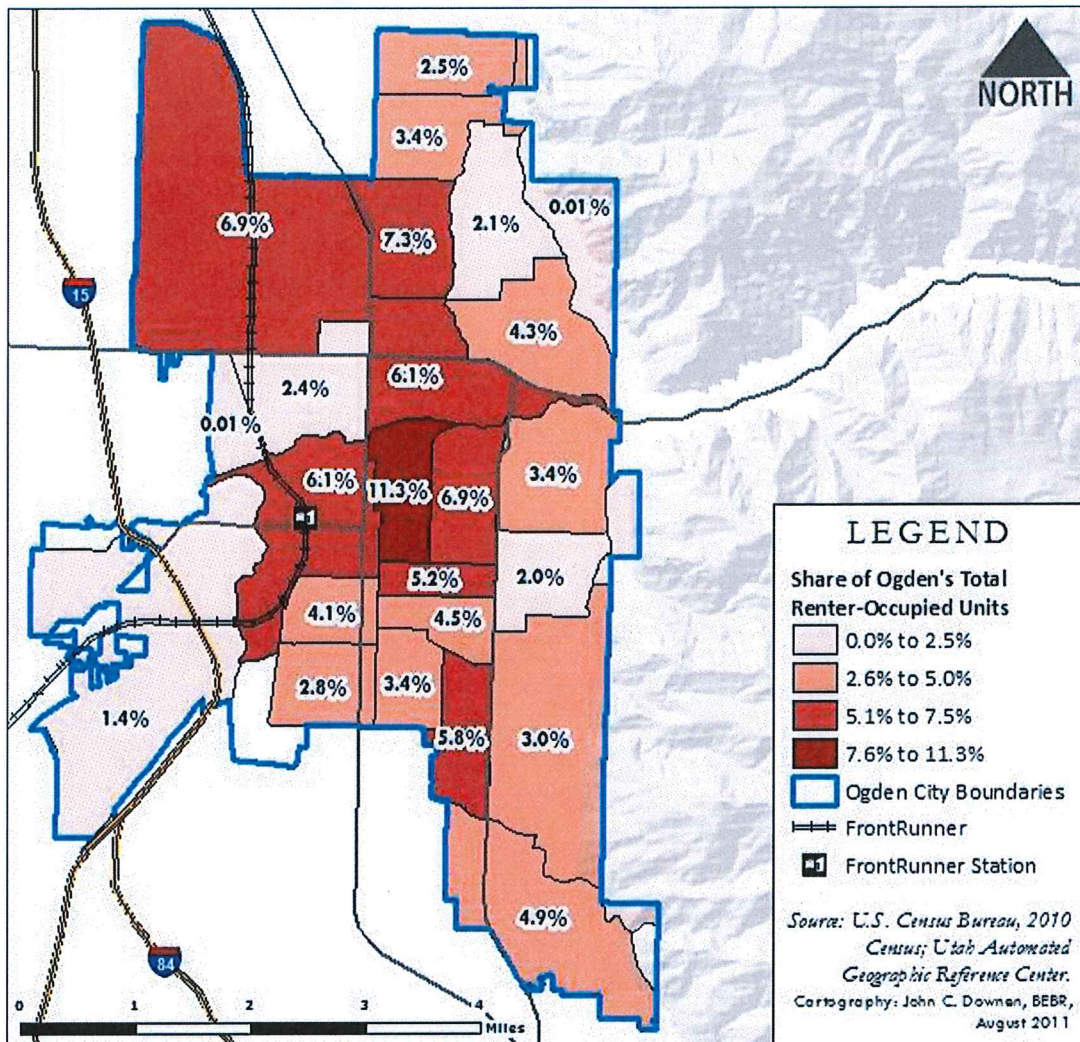 NORTH
2.5%
3.4%
2.1%
0.01%
6.9%
7.3%
15
4.3%
2.4%
6.1%
0.01%
6.1%
11.3%
6.9%
3.4%
5.2%
2.0%
4.1%
4.5%
2.8%
3.4%
1.4%
5.8%
3.0%
4.9%
84
0 1 2 3 4
Miles
LEGEND
Share of Ogden's Total
Renter-Occupied Units
0.0% to 2.5%
2.6% to 5.0%
5.1% to 7.5%
7.6% to 11.3%
Ogden City Boundaries
FrontRunner
FrontRunner Station
Source: U.S. Census Bureau, 2010
Census; Utah Automated
Geographic Reference Center.
Cartography: John C. Downen, BEBR,
August 2011